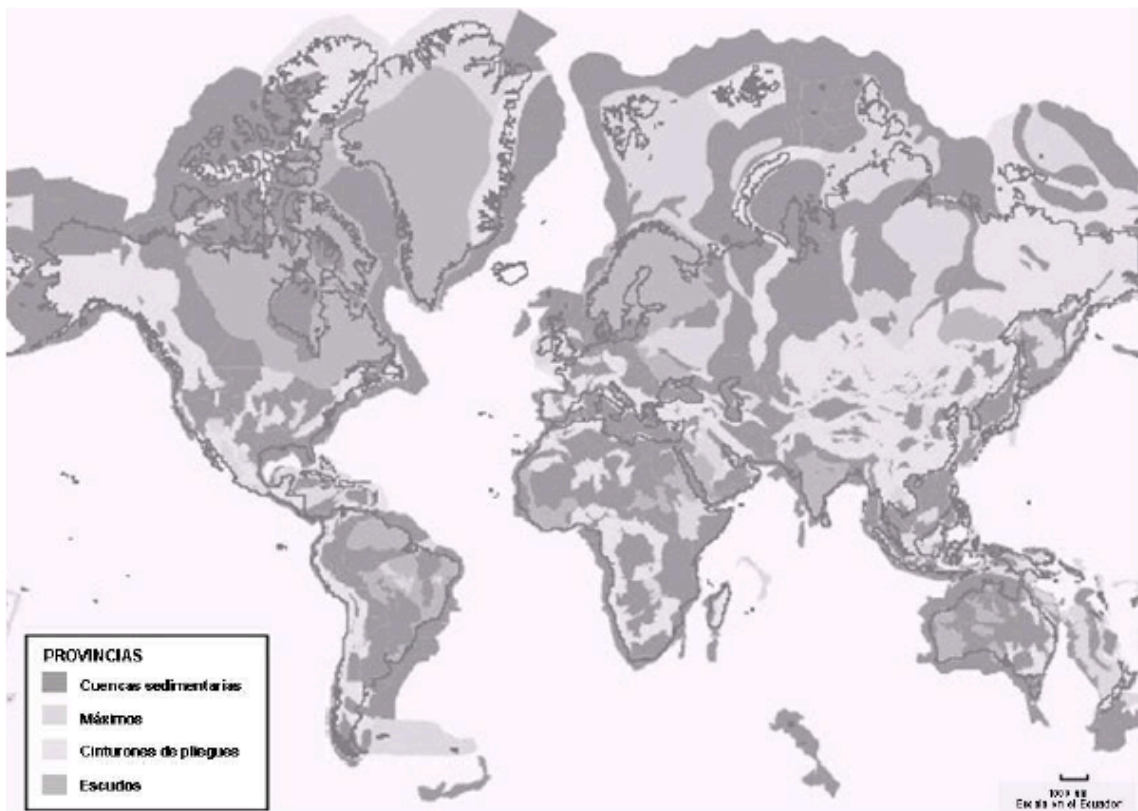 PROVINCIAS
Cuencas sedimentarias
Máximos
Cinturones de pliegues
Escudos
Escala en el Ecuador